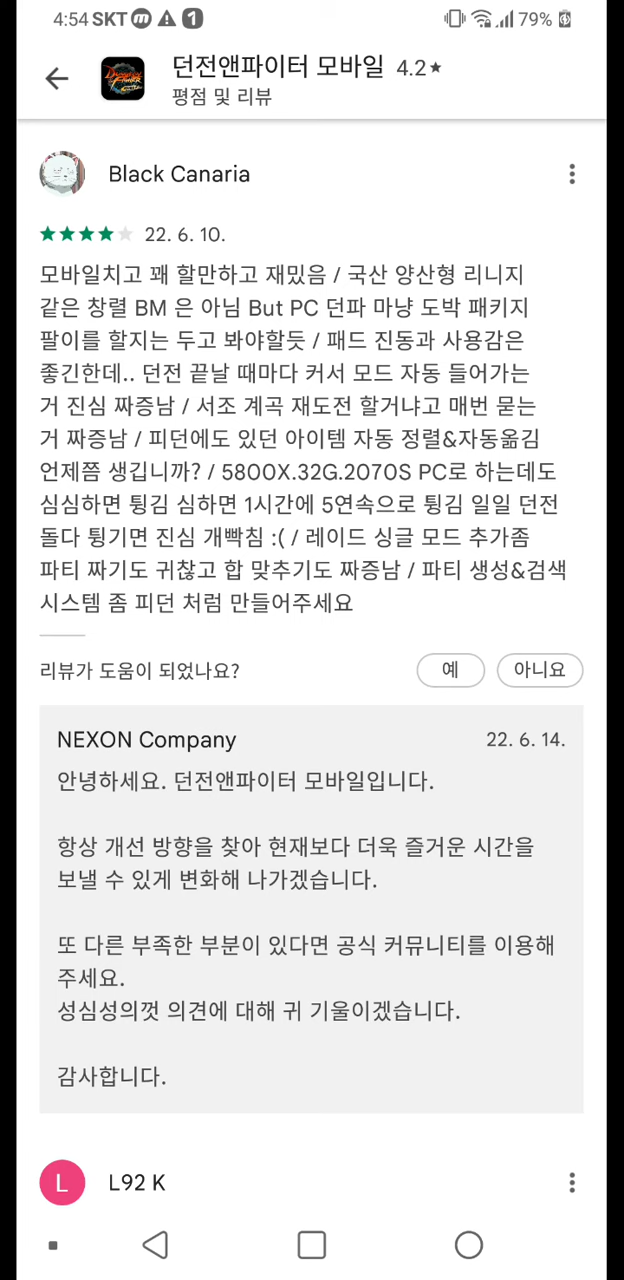 4:54 SKT m 1 79%
던전앤파이터 모바일 4.2★
평점 및 리뷰
Black Canaria
22. 6. 10.
모바일치고 꽤 할만하고 재밌음 / 국산 양산형 리니지
같은 창렬 BM 은 아님 But PC 던파 마냥 도박 패키지
팔이를 할지는 두고 봐야할듯 / 패드 진동과 사용감은
좋긴한데.. 던전 끝날 때마다 커서 모드 자동 들어가는
거 진심 짜증남 / 서조 계곡 재도전 할거냐고 매번 묻는
거 짜증남 / 피던에도 있던 아이템 자동 정렬&자동옮김
언제쯤 생깁니까? / 5800X.32G.2070S PC로 하는데도
심심하면 튕김 심하면 1시간에 5연속으로 튕김 일일 던전
돌다 튕기면 진심 개빡침 :( / 레이드 싱글 모드 추가좀
파티 짜기도 귀찮고 합 맞추기도 짜증남 / 파티 생성&검색
시스템 좀 피던 처럼 만들어주세요
리뷰가 도움이 되었나요? 예 아니요
NEXON Company 22. 6. 14.
안녕하세요. 던전앤파이터 모바일입니다.
항상 개선 방향을 찾아 현재보다 더욱 즐거운 시간을
보낼 수 있게 변화해 나가겠습니다.
또 다른 부족한 부분이 있다면 공식 커뮤니티를 이용해
주세요.
성심성의껏 의견에 대해 귀 기울이겠습니다.
감사합니다.
L L92 K